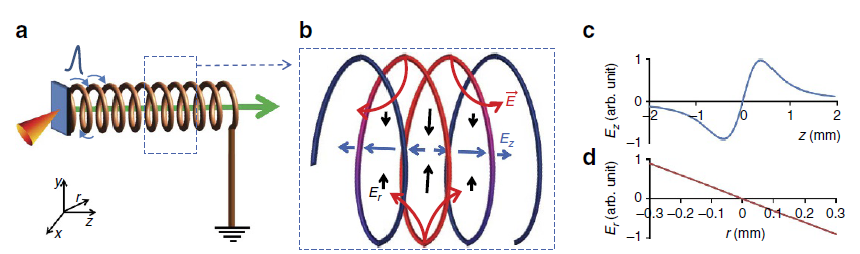 a
b
c
d
y
r
z
x
E⃗
E_z
E_r
E_z (arb. unit)
1
0
−1
−2
−1
0
1
2
z (mm)
E_r (arb. unit)
1
0
−1
−0.3
−0.2
−0.1
0
0.1
0.2
0.3
r (mm)